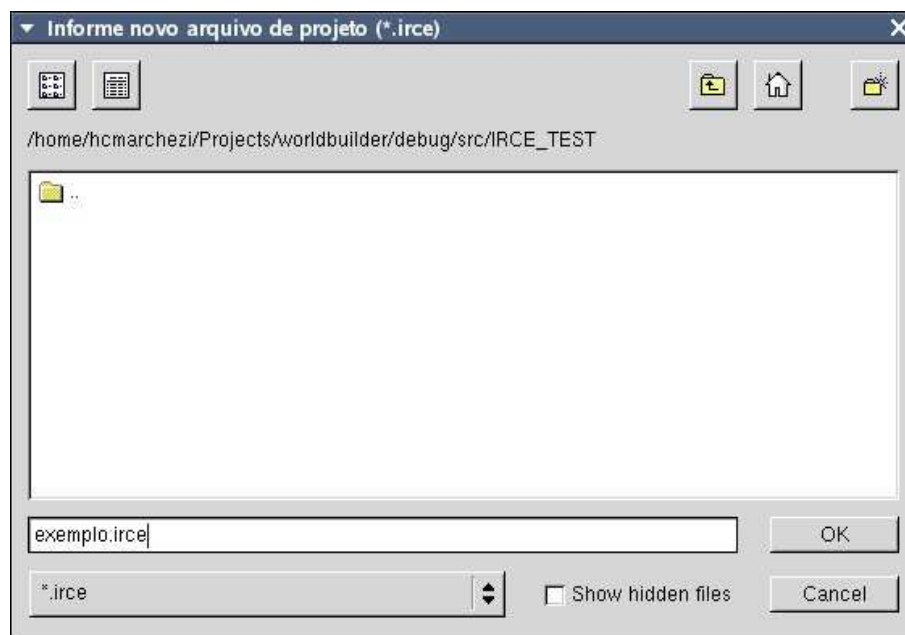 Informe novo arquivo de projeto (*.irce)
/home/hcmarchezi/Projects/worldbuilder/debug/src/IRCE_TEST
..
exemplo.irce
OK
*.irce
Show hidden files
Cancel